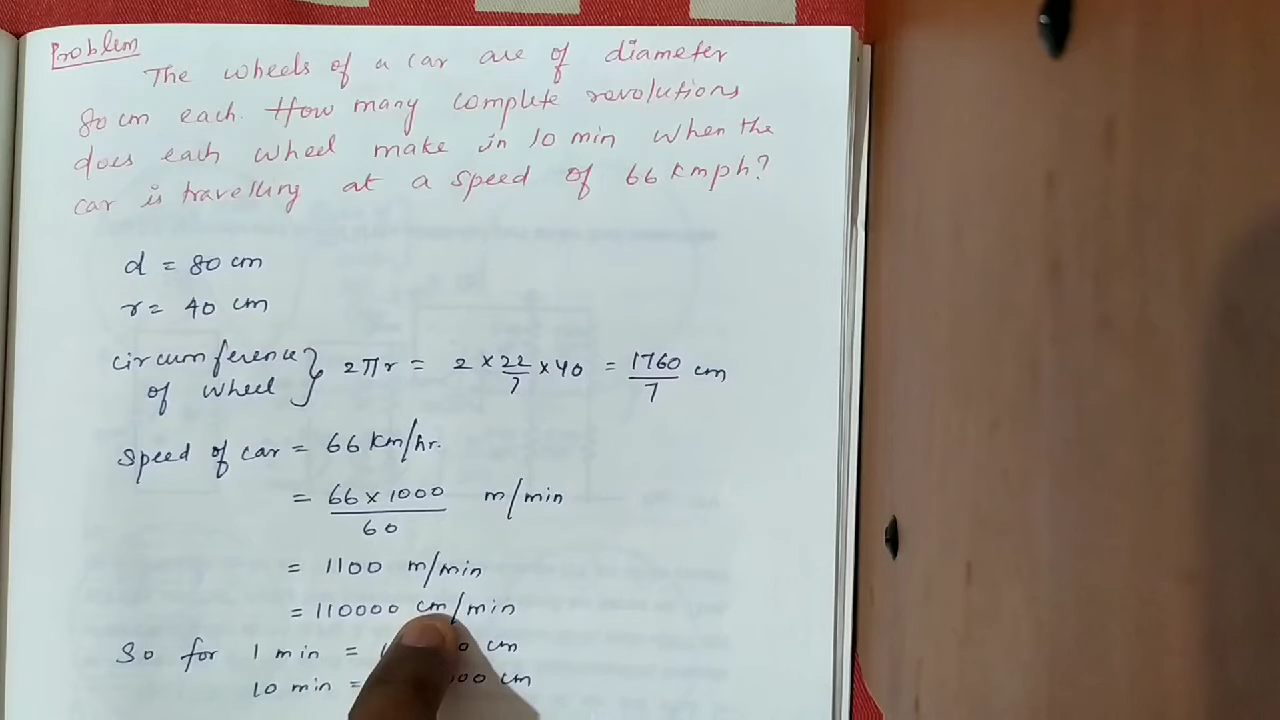 Problem
The wheels of a car are of diameter
80 cm each. How many complete revolutions
does each wheel make in 10 min when the
car is travelling at a speed of 66 kmph?
d = 80 cm
r = 40 cm
circumference of wheel } 2πr = 2 × 22/7 × 40 = 1760/7 cm
speed of car = 66 km/hr.
= 66 × 1000 / 60 m/min
= 1100 m/min
= 110000 cm/min
So for 1 min = cm
10 min = cm